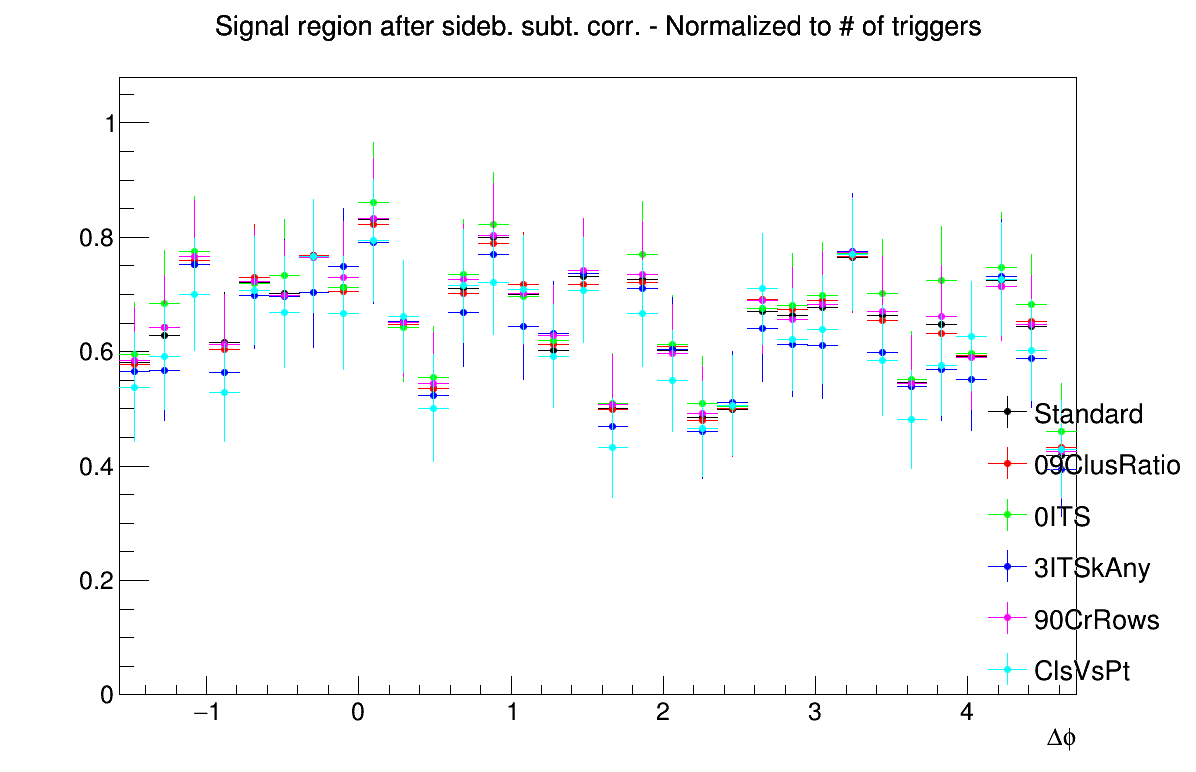 Signal region after sideb. subt. corr. - Normalized to # of triggers
1
0.8
0.6
0.4
0.2
0
−1
0
1
2
3
4
Δϕ
Standard
09ClusRatio
0ITS
3ITSkAny
90CrRows
ClsVsPt